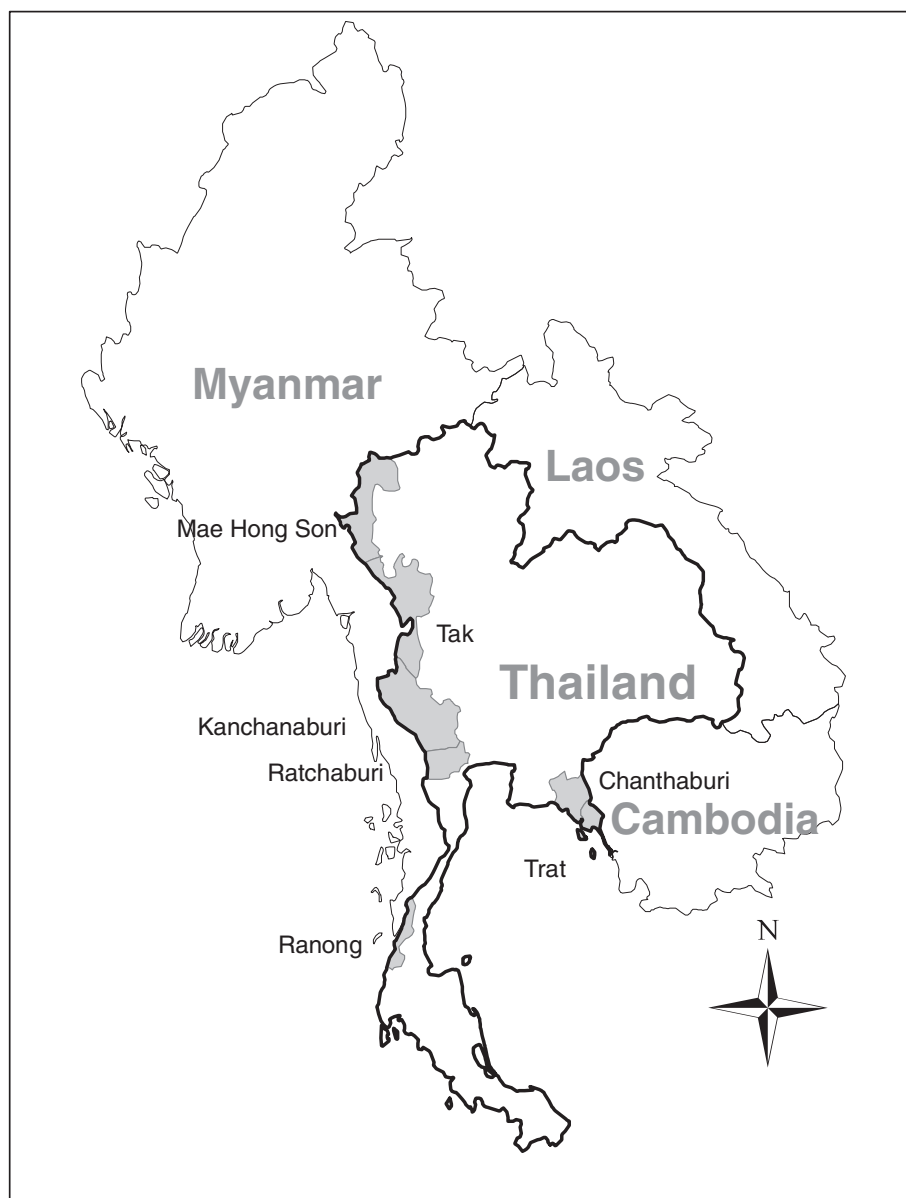 Myanmar
Laos
Mae Hong Son
Tak
Thailand
Kanchanaburi
Ratchaburi
Chanthaburi
Cambodia
Trat
Ranong
N